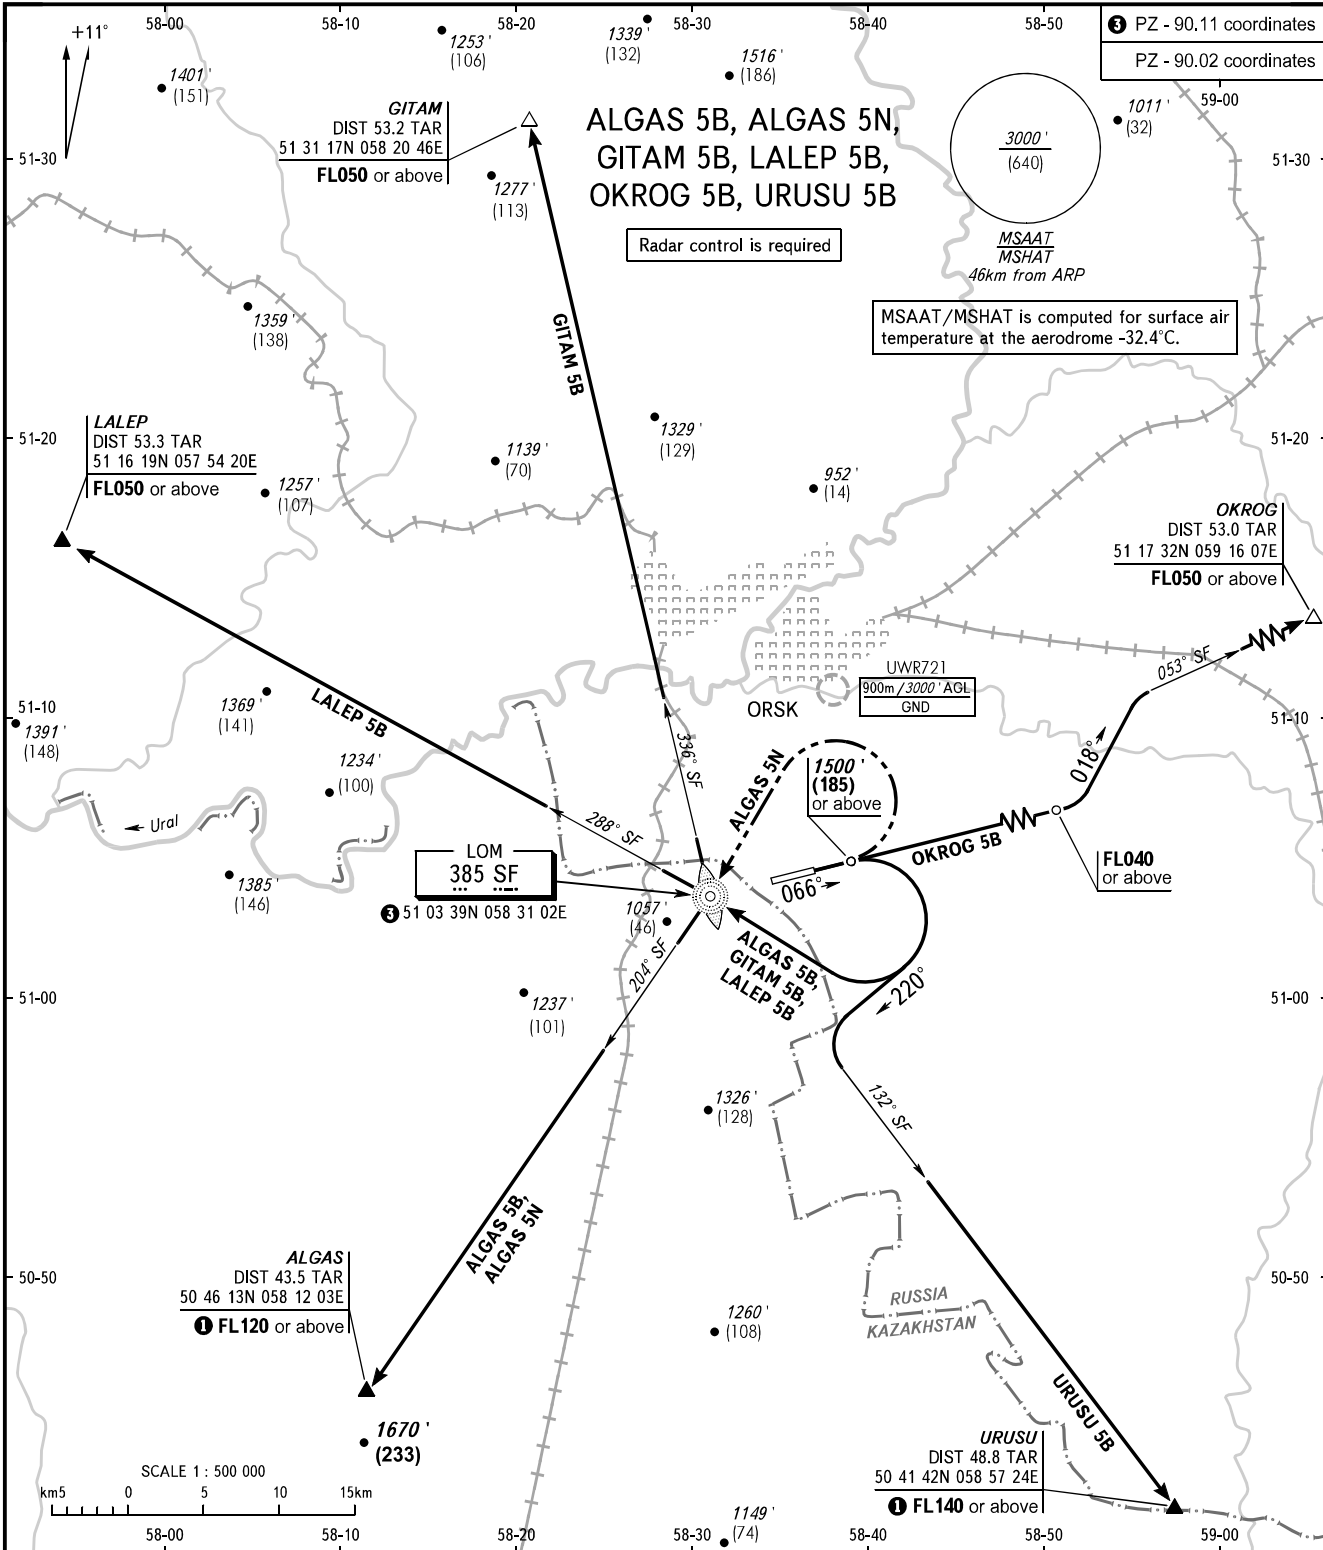 58-00
58-10
58-20
58-30
58-40
58-50
59-00
❸ PZ - 90.11 coordinates
PZ - 90.02 coordinates
+11°
1401'
(151)
1253'
(106)
1339'
(132)
1516'
(186)
1011'
(32)
GITAM
DIST 53.2 TAR
51 31 17N 058 20 46E
FL050 or above
ALGAS 5B, ALGAS 5N,
GITAM 5B, LALEP 5B,
OKROG 5B, URUSU 5B
Radar control is required
3000'
(640)
MSAAT
MSHAT
46km from ARP
MSAAT/MSHAT is computed for surface air
temperature at the aerodrome -32.4°C.
51-30
51-30
1277'
(113)
1359'
(138)
GITAM 5B
51-20
51-20
LALEP
DIST 53.3 TAR
51 16 19N 057 54 20E
FL050 or above
1257'
(107)
1139'
(70)
1329'
(129)
952'
(14)
OKROG
DIST 53.0 TAR
51 17 32N 059 16 07E
FL050 or above
053° SF
UWR721
900m/3000' AGL
GND
ORSK
51-10
51-10
1391'
(148)
1369'
(141)
1234'
(100)
LALEP 5B
336° SF
ALGAS 5N
1500'
(185)
or above
018°
OKROG 5B
FL040
or above
← Ural
288° SF
066°
LOM
385 SF
❸ 51 03 39N 058 31 02E
1385'
(146)
1057'
(46)
204° SF
ALGAS 5B,
GITAM 5B,
LALEP 5B
220°
51-00
51-00
1237'
(101)
1326'
(128)
132° SF
ALGAS 5B,
ALGAS 5N
ALGAS
DIST 43.5 TAR
50 46 13N 058 12 03E
❶ FL120 or above
50-50
50-50
RUSSIA
KAZAKHSTAN
1260'
(108)
URUSU 5B
1670'
(233)
URUSU
DIST 48.8 TAR
50 41 42N 058 57 24E
❶ FL140 or above
SCALE 1 : 500 000
km5 0 5 10 15km
1149'
(74)
58-00
58-10
58-20
58-30
58-40
58-50
59-00